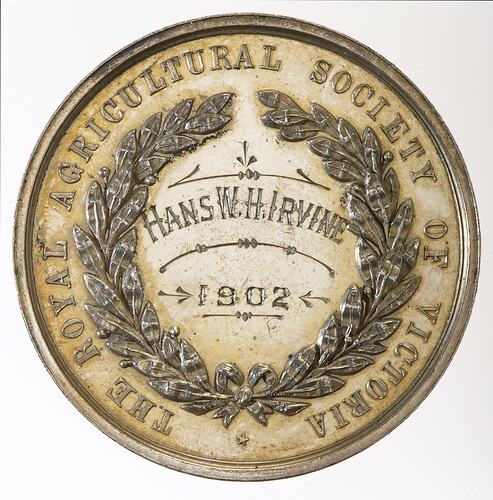 THE ROYAL AGRICULTURAL SOCIETY OF VICTORIA
HANS W. H. IRVINE
1902